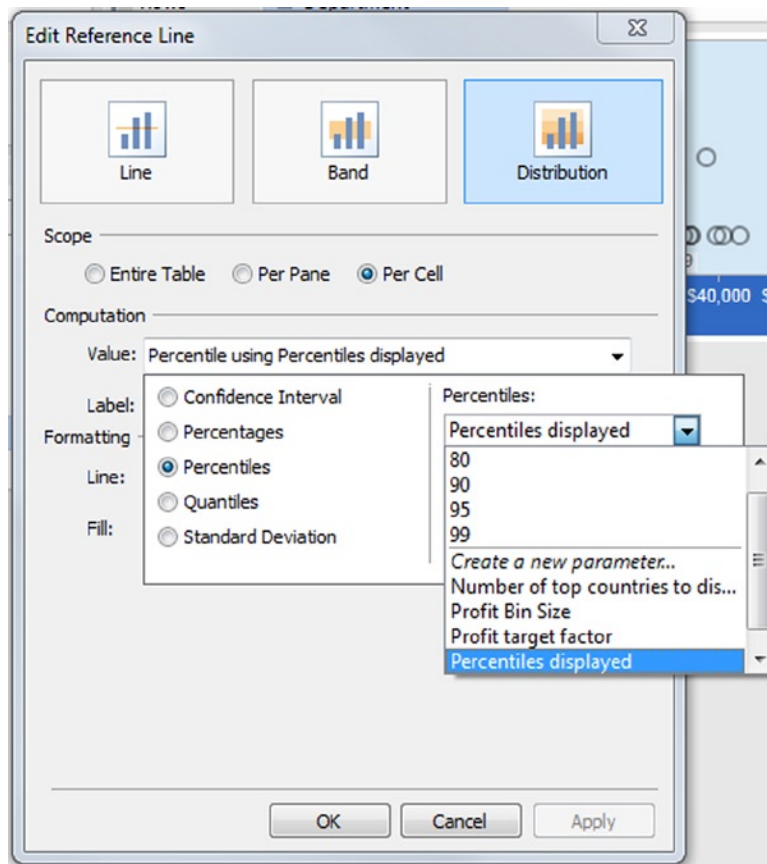 Department
Edit Reference Line
Line
Band
Distribution
Scope
Entire Table
Per Pane
Per Cell
Computation
Value: Percentile using Percentiles displayed
Label:
Formatting
Line:
Fill:
Confidence Interval
Percentages
Percentiles
Quantiles
Standard Deviation
Percentiles:
Percentiles displayed
80
90
95
99
Create a new parameter...
Number of top countries to dis...
Profit Bin Size
Profit target factor
Percentiles displayed
$40,000
OK
Cancel
Apply